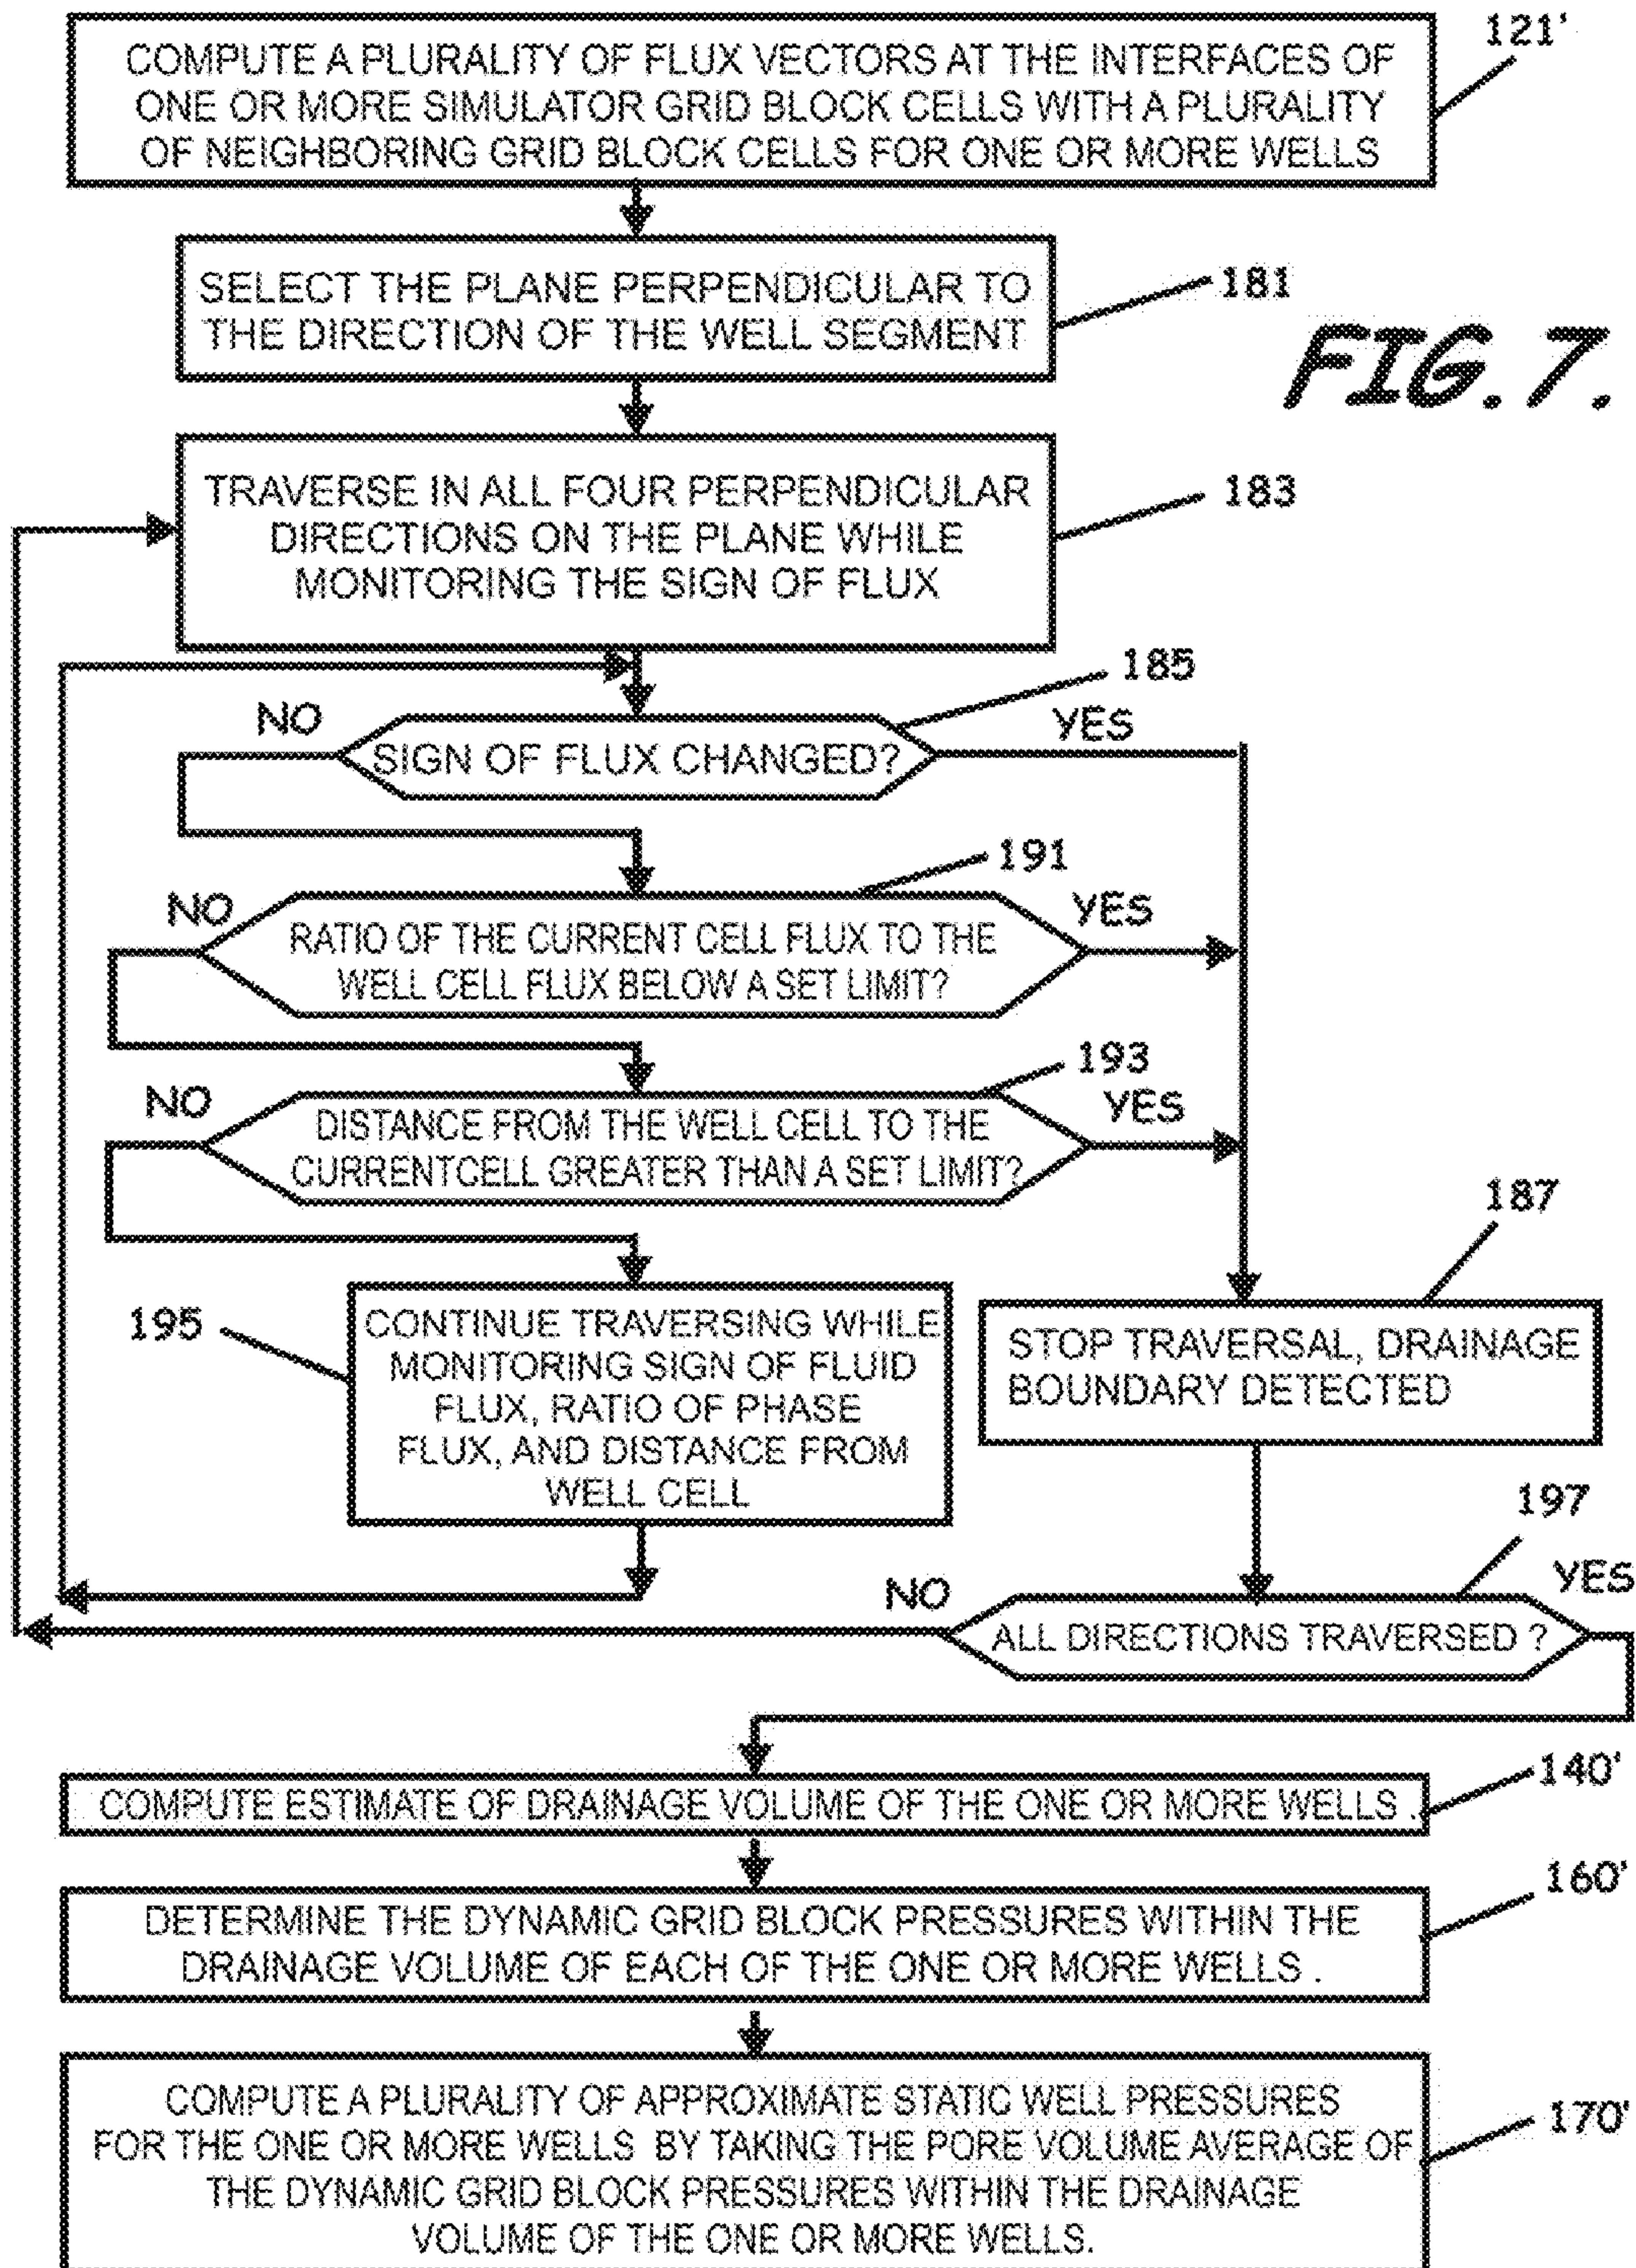 121'
COMPUTE A PLURALITY OF FLUX VECTORS AT THE INTERFACES OF
ONE OR MORE SIMULATOR GRID BLOCK CELLS WITH A PLURALITY
OF NEIGHBORING GRID BLOCK CELLS FOR ONE OR MORE WELLS
SELECT THE PLANE PERPENDICULAR TO
THE DIRECTION OF THE WELL SEGMENT
181
FIG. 7.
TRAVERSE IN ALL FOUR PERPENDICULAR
DIRECTIONS ON THE PLANE WHILE
MONITORING THE SIGN OF FLUX
183
185
NO
YES
SIGN OF FLUX CHANGED?
191
NO
YES
RATIO OF THE CURRENT CELL FLUX TO THE
WELL CELL FLUX BELOW A SET LIMIT?
193
NO
YES
DISTANCE FROM THE WELL CELL TO THE
CURRENTCELL GREATER THAN A SET LIMIT?
187
195
CONTINUE TRAVERSING WHILE
MONITORING SIGN OF FLUID
FLUX, RATIO OF PHASE
FLUX, AND DISTANCE FROM
WELL CELL
STOP TRAVERSAL, DRAINAGE
BOUNDARY DETECTED
197
NO
YES
ALL DIRECTIONS TRAVERSED ?
140'
COMPUTE ESTIMATE OF DRAINAGE VOLUME OF THE ONE OR MORE WELLS .
160'
DETERMINE THE DYNAMIC GRID BLOCK PRESSURES WITHIN THE
DRAINAGE VOLUME OF EACH OF THE ONE OR MORE WELLS .
170'
COMPUTE A PLURALITY OF APPROXIMATE STATIC WELL PRESSURES
FOR THE ONE OR MORE WELLS BY TAKING THE PORE VOLUME AVERAGE OF
THE DYNAMIC GRID BLOCK PRESSURES WITHIN THE DRAINAGE
VOLUME OF THE ONE OR MORE WELLS.